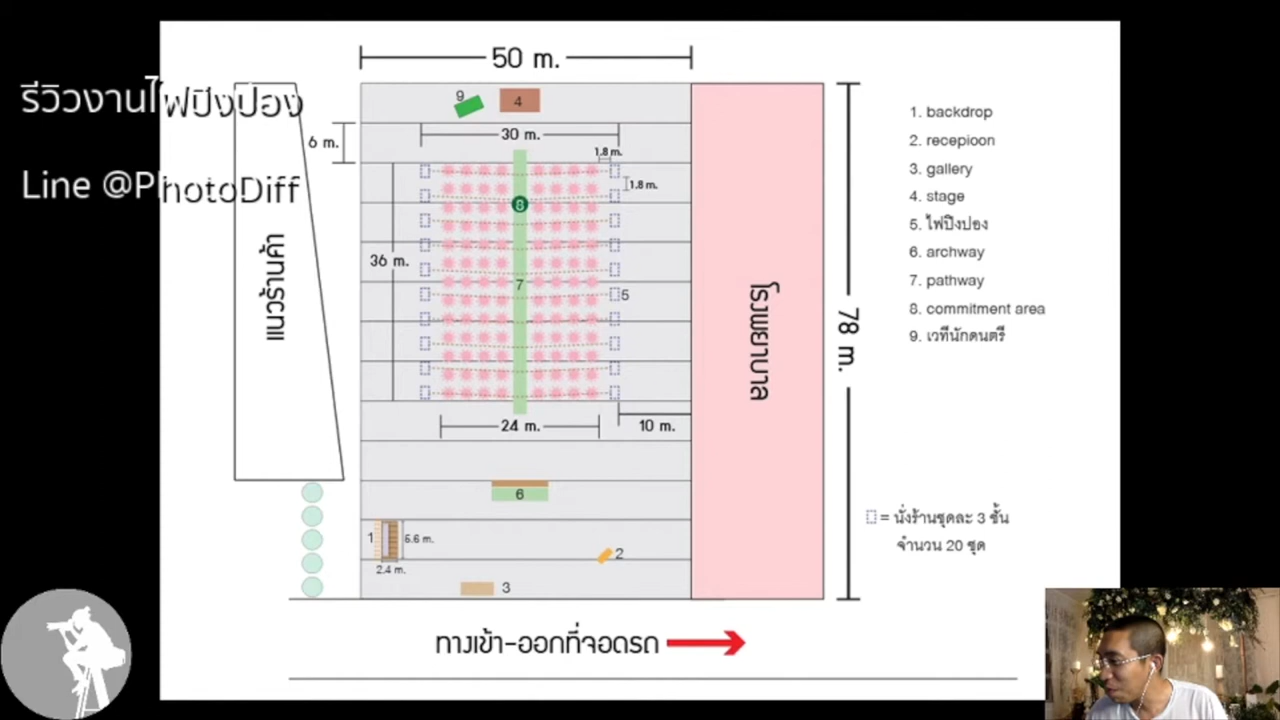 50 m.
รีวิวงานไฟปิงปอง
Line @PhotoDiff
9
4
6 m.
30 m.
1.8 m.
1.8 m.
8
36 m.
7
5
แนวร้านค้า
โรงพยาบาล
78 m.
24 m.
10 m.
6
1
6.6 m.
2
2.4 m.
3
ทางเข้า-ออกที่จอดรถ
1. backdrop
2. recepioon
3. gallery
4. stage
5. ไฟปิงปอง
6. archway
7. pathway
8. commitment area
9. เวทีนักดนตรี
= นั่งร้านชุดละ 3 ชั้น
จำนวน 20 ชุด